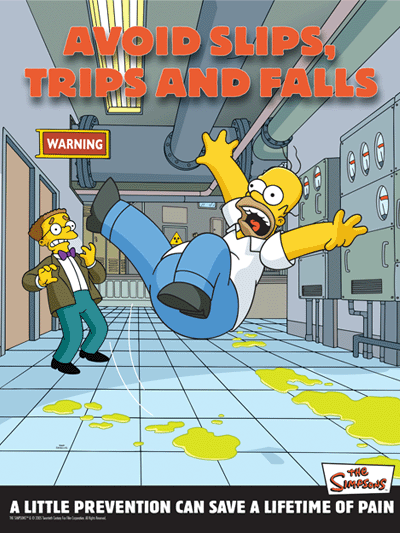 AVOID SLIPS,
TRIPS AND FALLS
WARNING
THE
SIMPSONS
A LITTLE PREVENTION CAN SAVE A LIFETIME OF PAIN